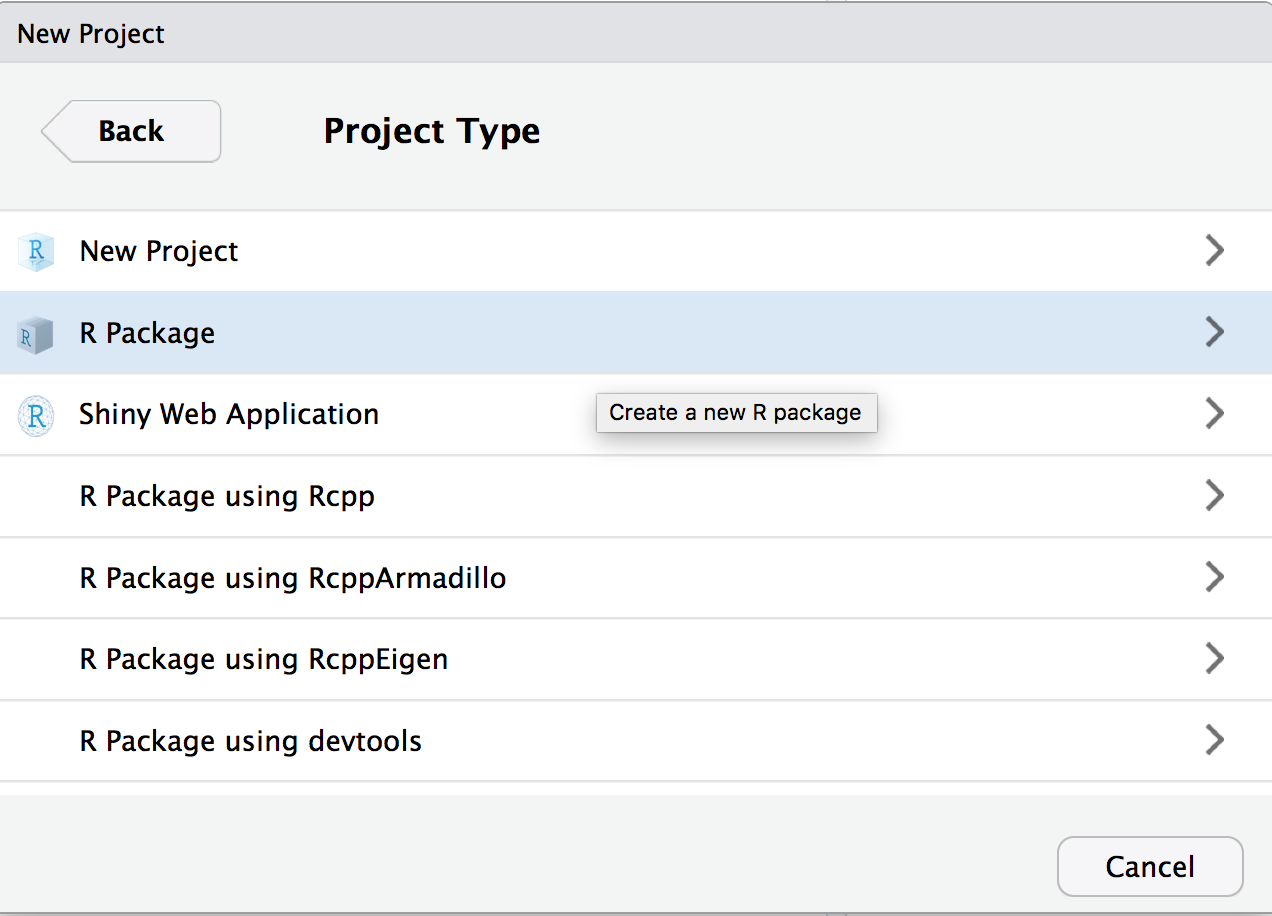 New Project
Back
Project Type
New Project
R Package
Shiny Web Application
Create a new R package
R Package using Rcpp
R Package using RcppArmadillo
R Package using RcppEigen
R Package using devtools
Cancel